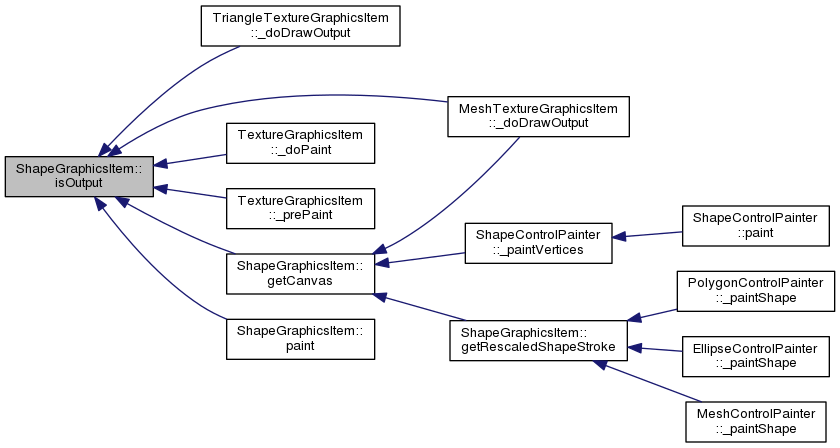 TriangleTextureGraphicsItem
::_doDrawOutput
MeshTextureGraphicsItem
::_doDrawOutput
TextureGraphicsItem
::_doPaint
ShapeGraphicsItem::
isOutput
TextureGraphicsItem
::_prePaint
ShapeControlPainter
::paint
ShapeControlPainter
::_paintVertices
ShapeGraphicsItem::
getCanvas
PolygonControlPainter
::_paintShape
ShapeGraphicsItem::
paint
ShapeGraphicsItem::
getRescaledShapeStroke
EllipseControlPainter
::_paintShape
MeshControlPainter
::_paintShape